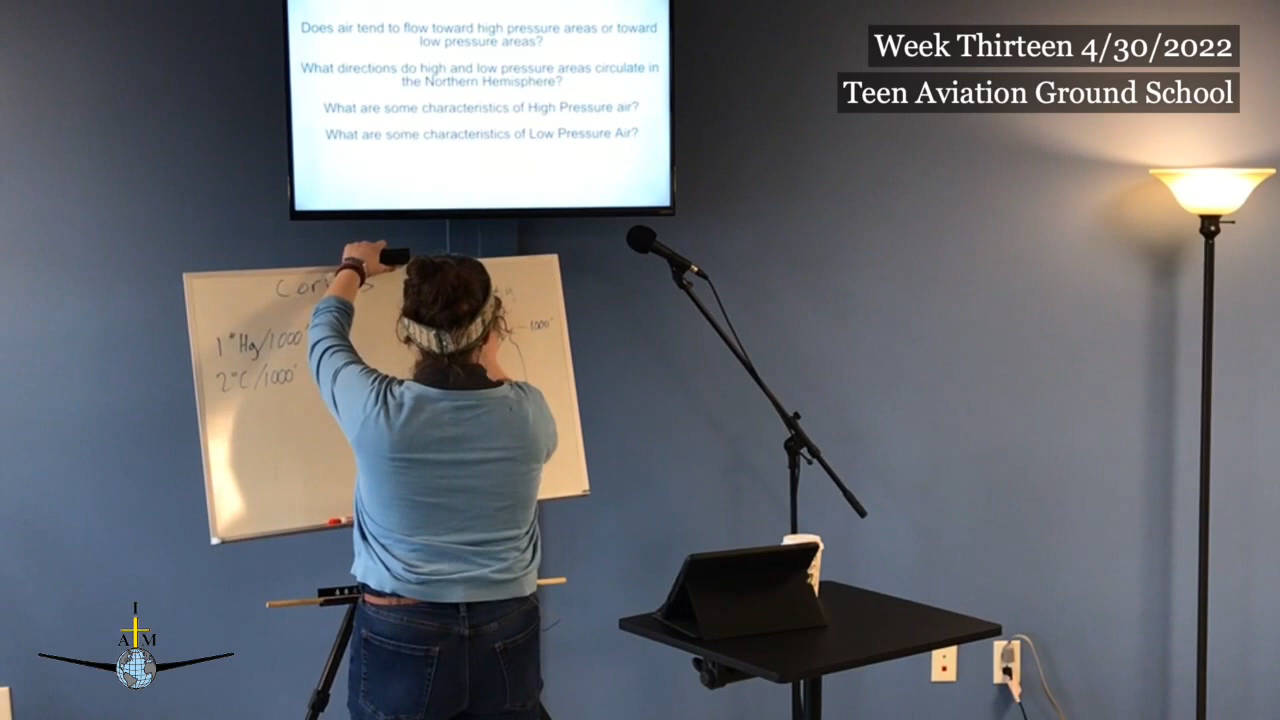 Does air tend to flow toward high pressure areas or toward
low pressure areas?
What directions do high and low pressure areas circulate in
the Northern Hemisphere?
What are some characteristics of High Pressure air?
What are some characteristics of Low Pressure Air?
Week Thirteen 4/30/2022
Teen Aviation Ground School
1"Hg/1000'
2°C/1000'
1000'
I
A M